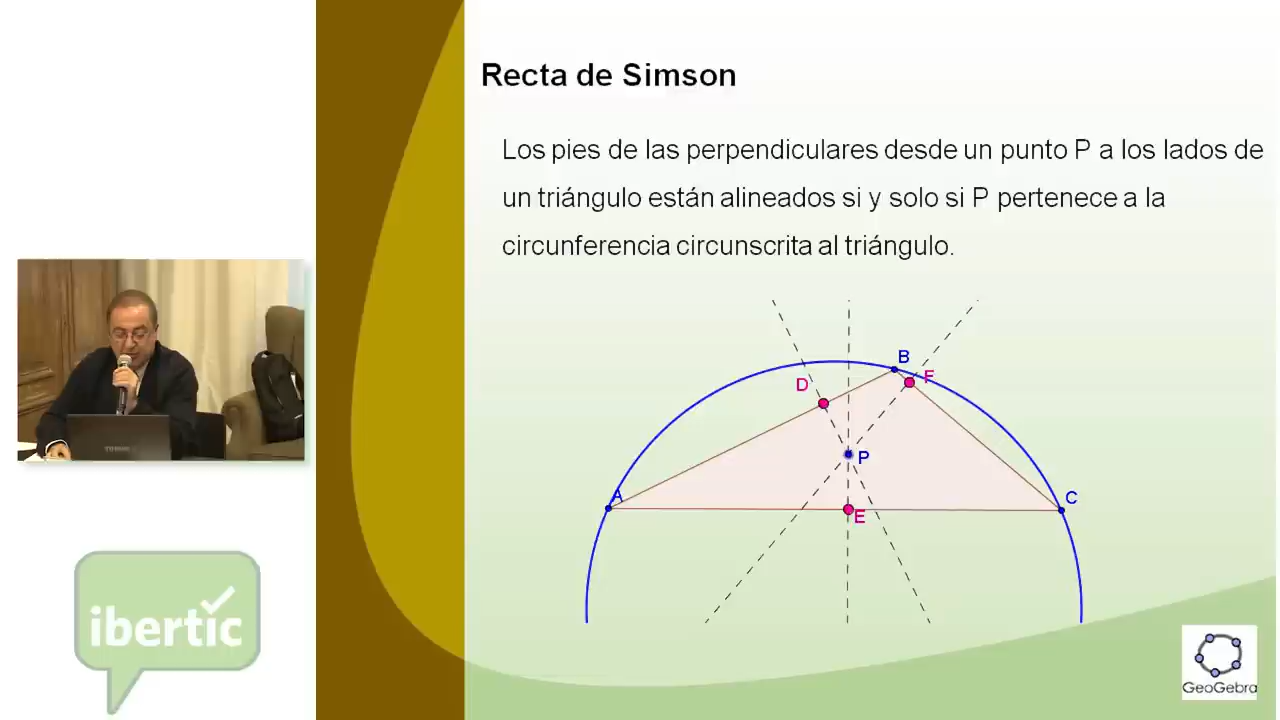 Recta de Simson
Los pies de las perpendiculares desde un punto P a los lados de
un triángulo están alineados si y solo si P pertenece a la
circunferencia circunscrita al triángulo.
B
D
F
P
A
C
E
ibertic
GeoGebra